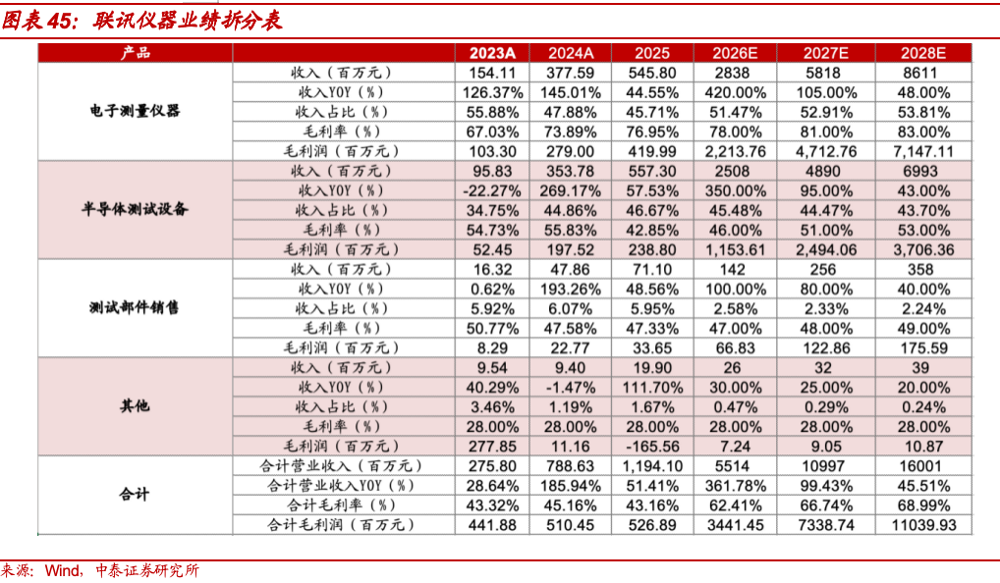 图表 45：联讯仪器业绩拆分表
产品 2023A 2024A 2025 2026E 2027E 2028E
电子测量仪器
收入（百万元） 154.11 377.59 545.80 2838 5818 8611
收入YOY（%） 126.37% 145.01% 44.55% 420.00% 105.00% 48.00%
收入占比（%） 55.88% 47.88% 45.71% 51.47% 52.91% 53.81%
毛利率（%） 67.03% 73.89% 76.95% 78.00% 81.00% 83.00%
毛利润（百万元） 103.30 279.00 419.99 2,213.76 4,712.76 7,147.11
半导体测试设备
收入（百万元） 95.83 353.78 557.30 2508 4890 6993
收入YOY（%） -22.27% 269.17% 57.53% 350.00% 95.00% 43.00%
收入占比（%） 34.75% 44.86% 46.67% 45.48% 44.47% 43.70%
毛利率（%） 54.73% 55.83% 42.85% 46.00% 51.00% 53.00%
毛利润（百万元） 52.45 197.52 238.80 1,153.61 2,494.06 3,706.36
测试部件销售
收入（百万元） 16.32 47.86 71.10 142 256 358
收入YOY（%） 0.62% 193.26% 48.56% 100.00% 80.00% 40.00%
收入占比（%） 5.92% 6.07% 5.95% 2.58% 2.33% 2.24%
毛利率（%） 50.77% 47.58% 47.33% 47.00% 48.00% 49.00%
毛利润（百万元） 8.29 22.77 33.65 66.83 122.86 175.59
其他
收入（百万元） 9.54 9.40 19.90 26 32 39
收入YOY（%） 40.29% -1.47% 111.70% 30.00% 25.00% 20.00%
收入占比（%） 3.46% 1.19% 1.67% 0.47% 0.29% 0.24%
毛利率（%） 28.00% 28.00% 28.00% 28.00% 28.00% 28.00%
毛利润（百万元） 277.85 11.16 -165.56 7.24 9.05 10.87
合计
合计营业收入（百万元） 275.80 788.63 1,194.10 5514 10997 16001
合计营业收入YOY（%） 28.64% 185.94% 51.41% 361.78% 99.43% 45.51%
合计毛利率（%） 43.32% 45.16% 43.16% 62.41% 66.74% 68.99%
合计毛利润（百万元） 441.88 510.45 526.89 3441.45 7338.74 11039.93
来源：Wind，中泰证券研究所